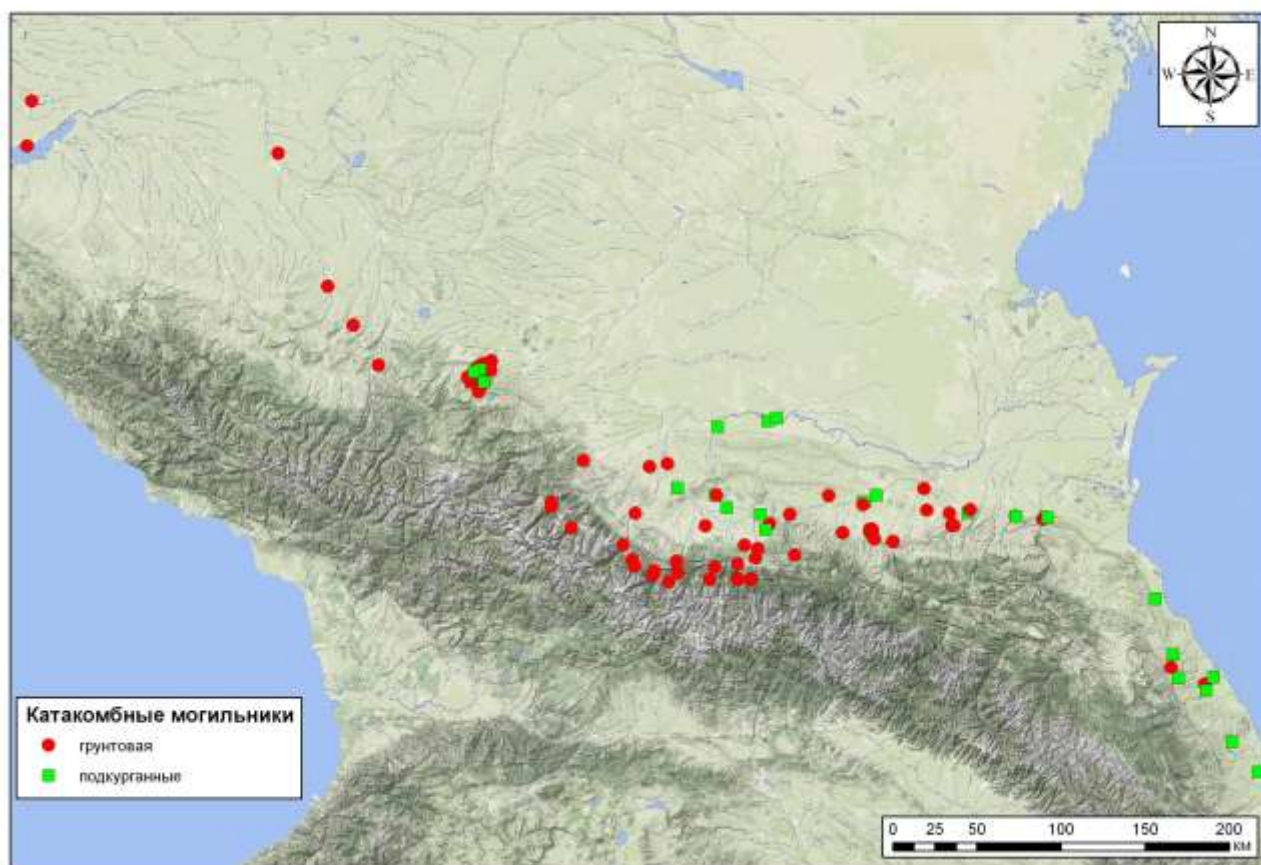 N
W E
S
Катакомбные могильники
грунтовая
подкурганные
0 25 50 100 150 200
КМ